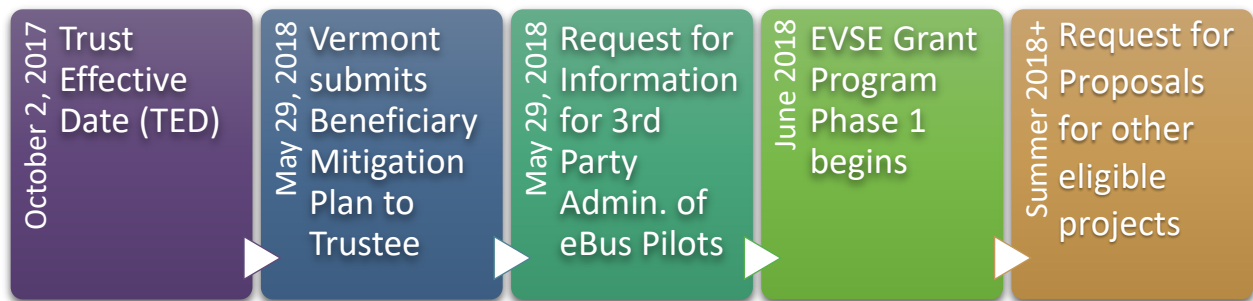 October 2, 2017
Trust
Effective
Date (TED)
May 29, 2018
Vermont
submits
Beneficiary
Mitigation
Plan to
Trustee
May 29, 2018
Request for
Information
for 3rd
Party
Admin. of
eBus Pilots
June 2018
EVSE Grant
Program
Phase 1
begins
Summer 2018+
Request for
Proposals
for other
eligible
projects